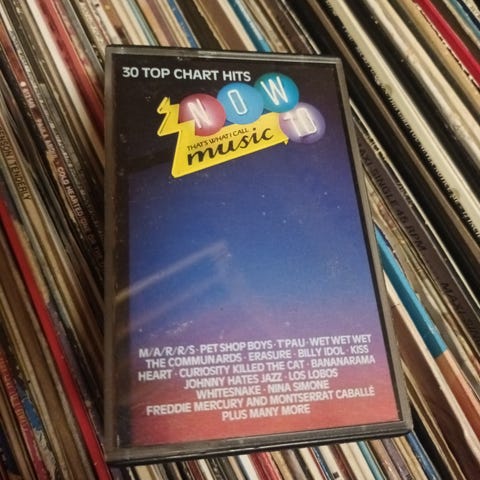 30 TOP CHART HITS
NOW
THAT'S WHAT I CALL
music 10
M/A/R/R/S · PET SHOP BOYS · T'PAU · WET WET WET
THE COMMUNARDS · ERASURE · BILLY IDOL · KISS
HEART · CURIOSITY KILLED THE CAT · BANANARAMA
JOHNNY HATES JAZZ · LOS LOBOS
WHITESNAKE · NINA SIMONE
FREDDIE MERCURY AND MONTSERRAT CABALLÉ
PLUS MANY MORE